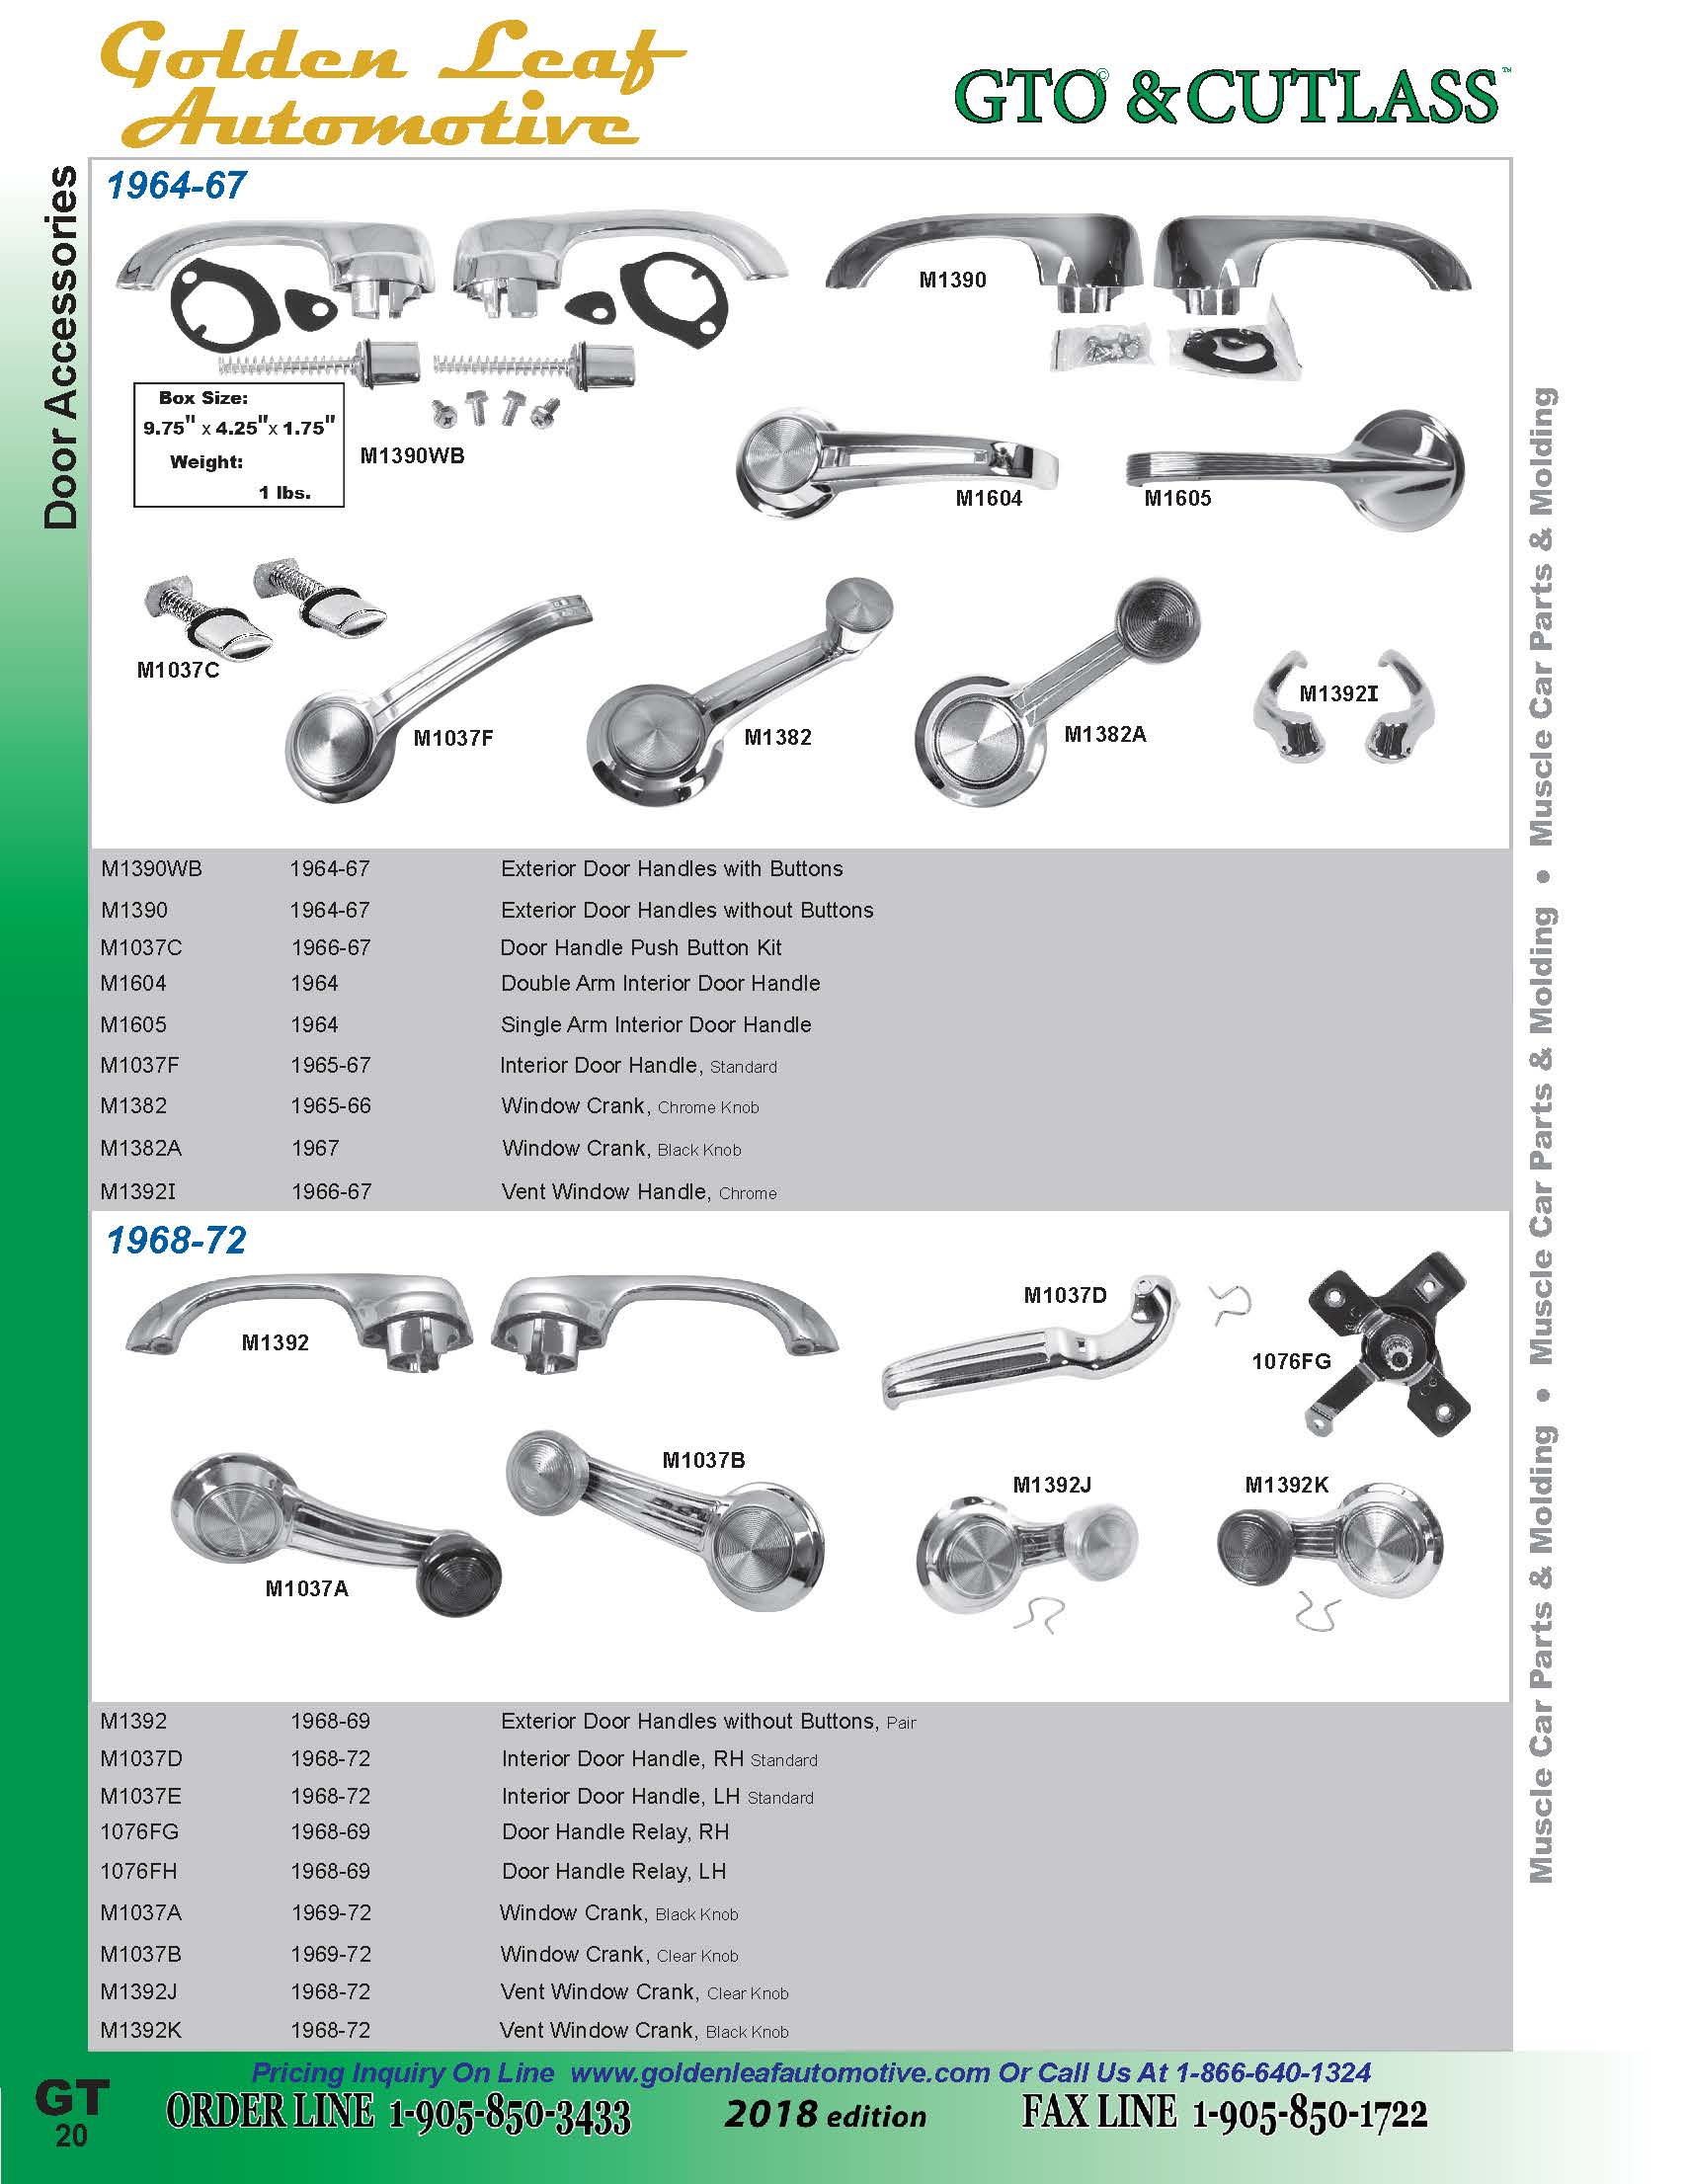 Golden Leaf
Automotive
GTO© & CUTLASS™
Door Accessories
1964-67
M1390
Box Size:
9.75" x 4.25"x 1.75"
Weight:
1 lbs.
M1390WB
M1604
M1605
M1037C
M1037F
M1382
M1382A
M1392I
M1390WB 1964-67 Exterior Door Handles with Buttons
M1390 1964-67 Exterior Door Handles without Buttons
M1037C 1966-67 Door Handle Push Button Kit
M1604 1964 Double Arm Interior Door Handle
M1605 1964 Single Arm Interior Door Handle
M1037F 1965-67 Interior Door Handle, Standard
M1382 1965-66 Window Crank, Chrome Knob
M1382A 1967 Window Crank, Black Knob
M1392I 1966-67 Vent Window Handle, Chrome
1968-72
M1392
M1037D
1076FG
M1037A
M1037B
M1392J
M1392K
M1392 1968-69 Exterior Door Handles without Buttons, Pair
M1037D 1968-72 Interior Door Handle, RH Standard
M1037E 1968-72 Interior Door Handle, LH Standard
1076FG 1968-69 Door Handle Relay, RH
1076FH 1968-69 Door Handle Relay, LH
M1037A 1969-72 Window Crank, Black Knob
M1037B 1969-72 Window Crank, Clear Knob
M1392J 1968-72 Vent Window Crank, Clear Knob
M1392K 1968-72 Vent Window Crank, Black Knob
Muscle Car Parts & Molding • Muscle Car Parts & Molding • Muscle Car Parts & Molding
Pricing Inquiry On Line www.goldenleafautomotive.com Or Call Us At 1-866-640-1324
GT
20
ORDER LINE 1-905-850-3433 2018 edition FAX LINE 1-905-850-1722